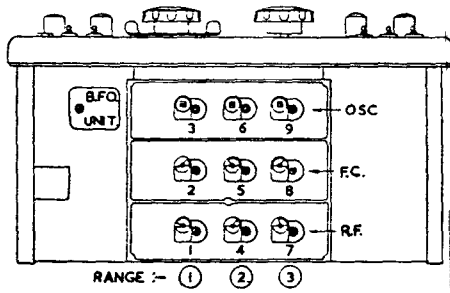 B.F.O.
UNIT.
3 6 9
OSC
2 5 8
F.C.
1 4 7
R.F.
RANGE :- 1 2. 3